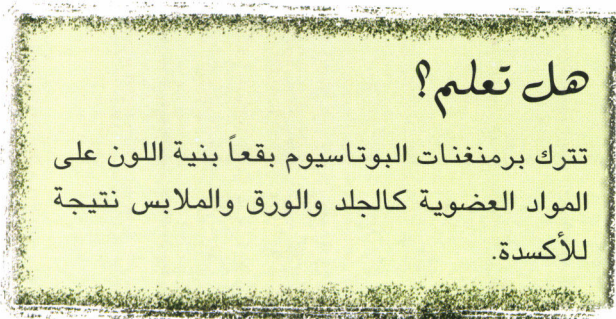 هل تعلم؟
تترك برمنغنات البوتاسيوم بقعاً بنية اللون على
المواد العضوية كالجلد والورق والملابس نتيجة
للأكسدة.